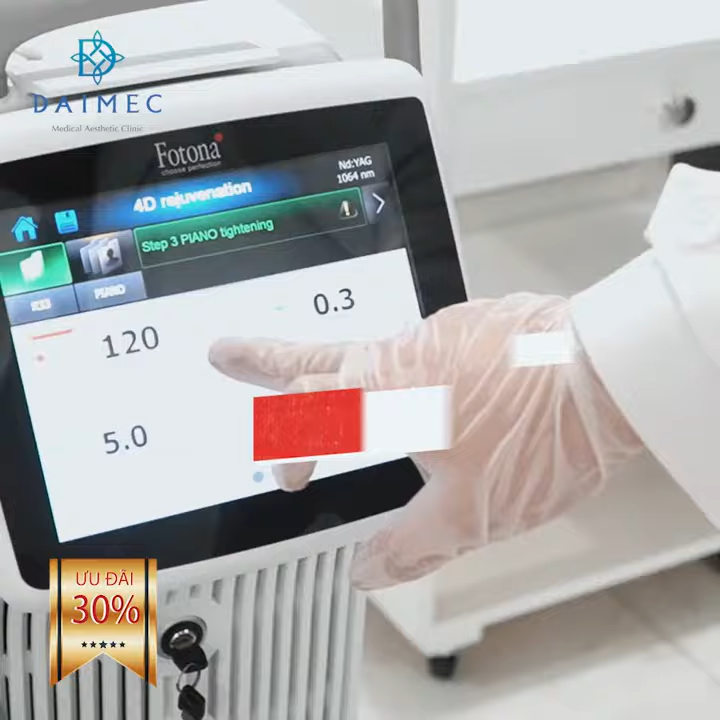 DAIMEC
Medical Aesthetic Clinic
Fotona
choose perfection
Nd:YAG
1064 nm
4D rejuvenation
Step 3 PIANO tightening
R33
PIANO
120
0.3
5.0
ƯU ĐÃI
30%